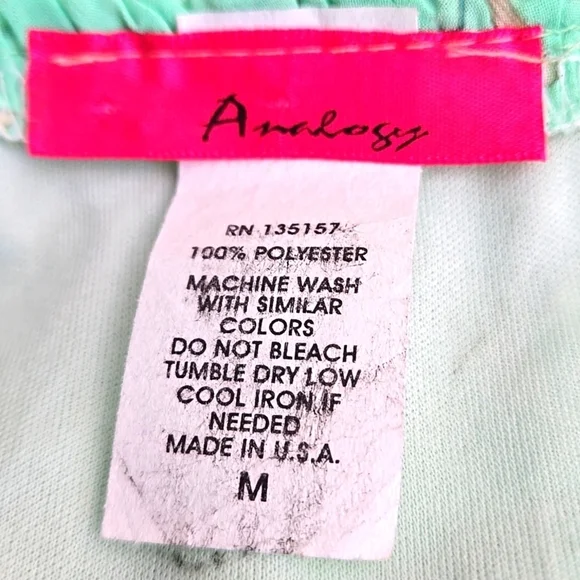 Analogy
RN 135157
100% POLYESTER
MACHINE WASH
WITH SIMILAR
COLORS
DO NOT BLEACH
TUMBLE DRY LOW
COOL IRON IF
NEEDED
MADE IN U.S.A.
M